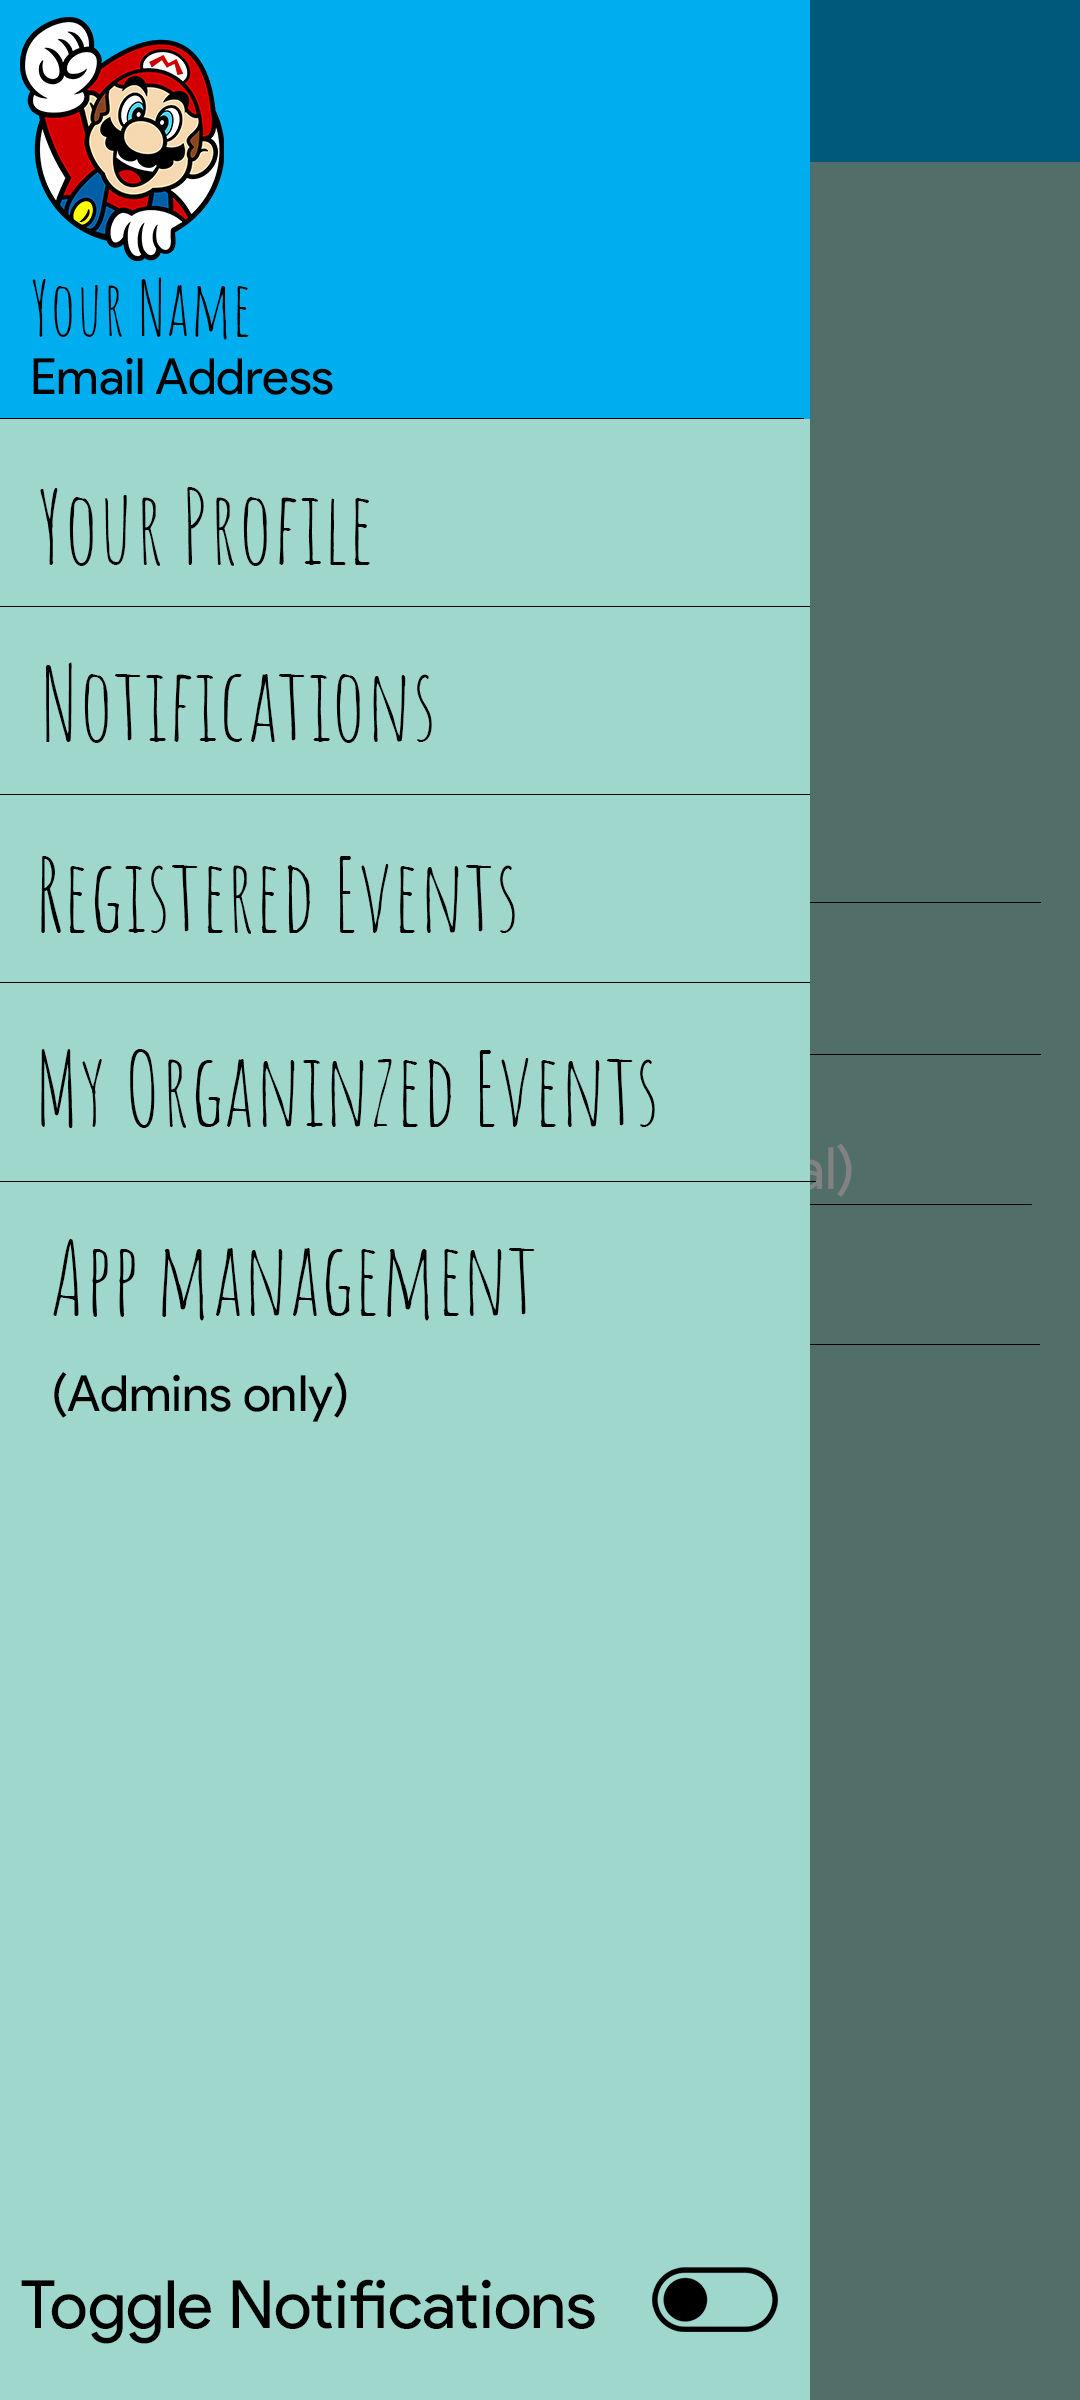 Your Name
Email Address
Your Profile
Notifications
Registered Events
My Organinzed Events
al)
App management
(Admins only)
Toggle Notifications